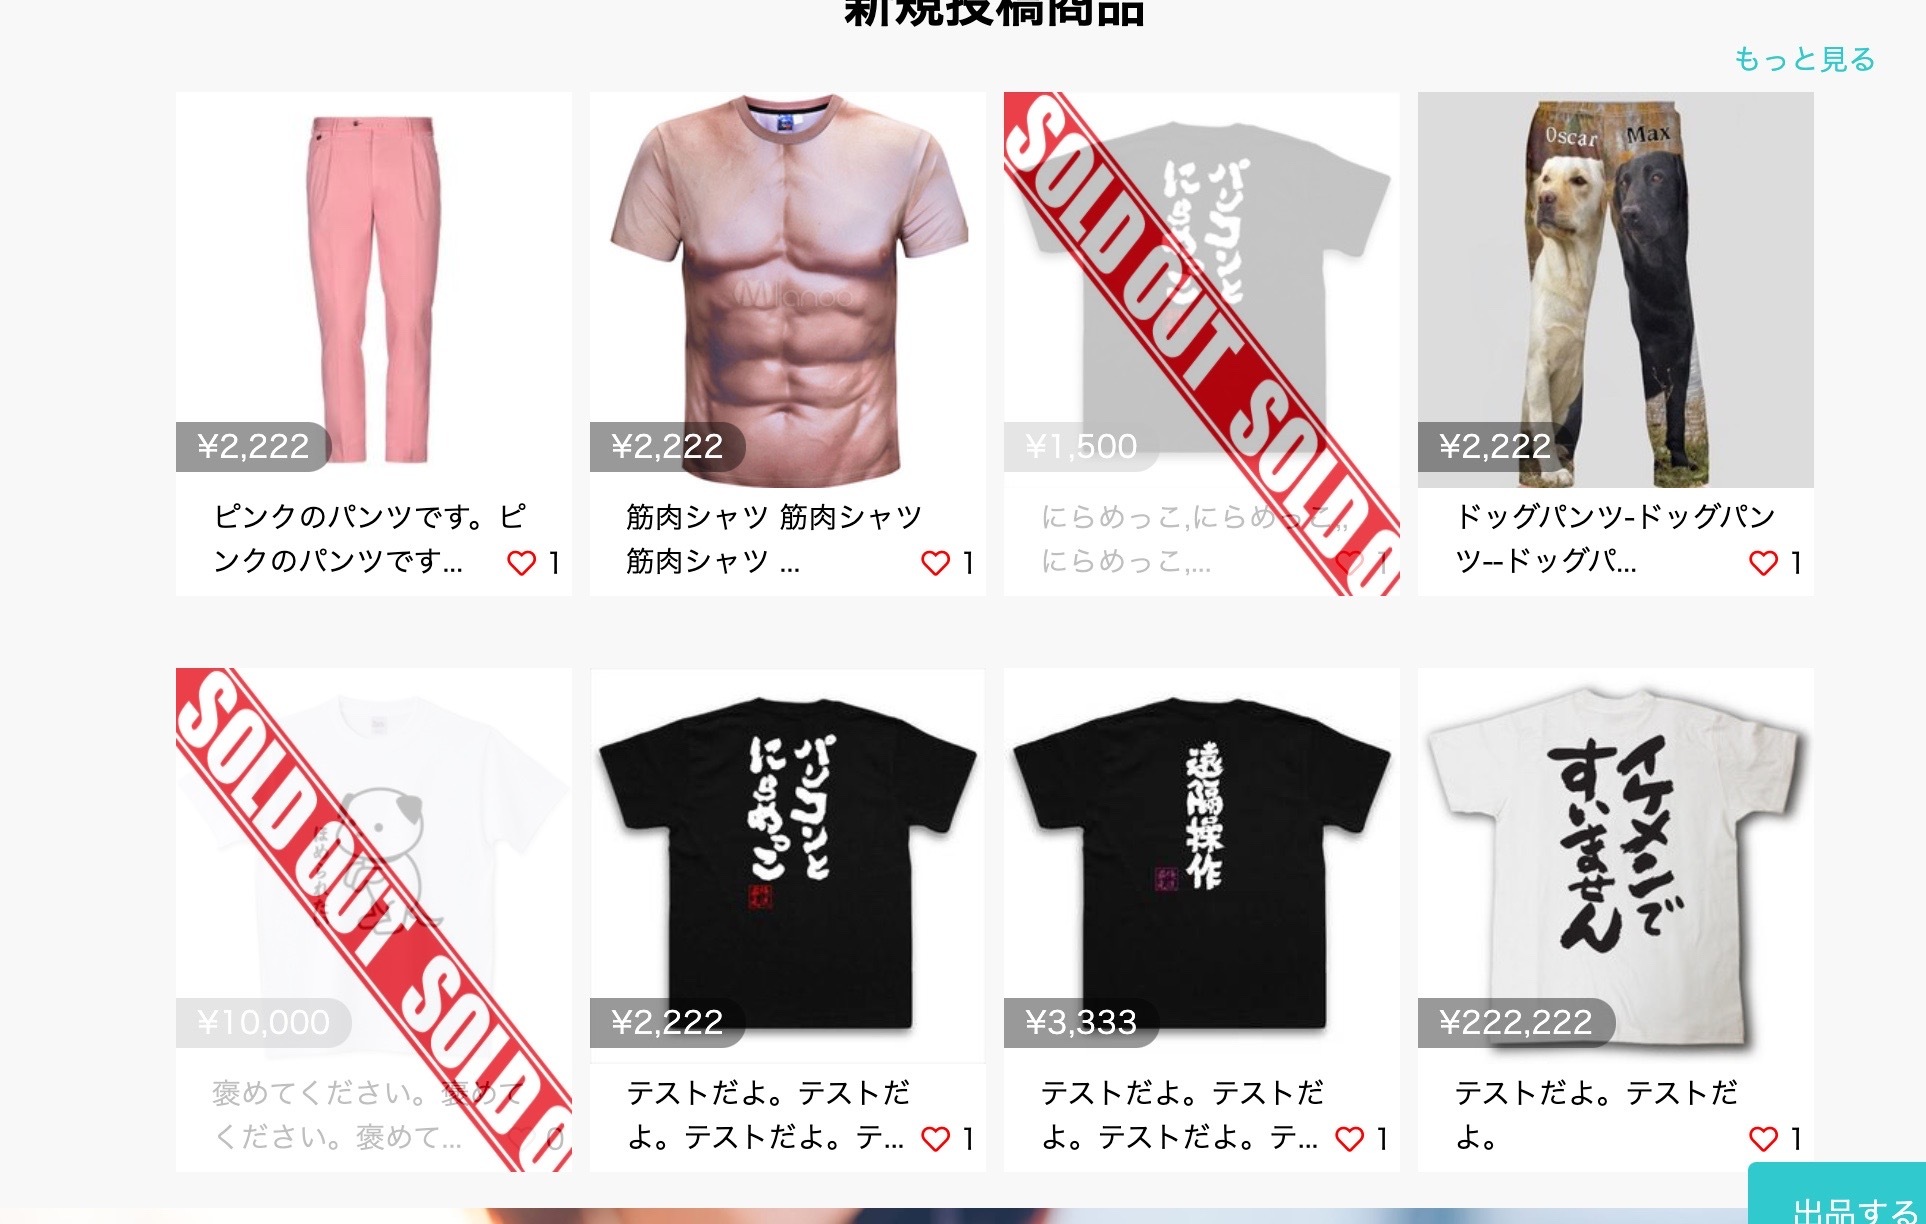 新規投稿商品
もっと見る
Oscar Max
パソコンと
にらめっこ
SOLD OUT SOLD O
Milanoo
¥2,222
¥2,222
¥1,500
¥2,222
ピンクのパンツです。ピ
ンクのパンツです... 1
筋肉シャツ 筋肉シャツ
筋肉シャツ ... 1
にらめっこ,にらめっこ,,
にらめっこ,... 1
ドッグパンツ-ドッグパン
ツ--ドッグパ... 1
SOLD OUT SOLD O
ほめられたい
パソコンと
にらめっこ
遠隔操作
イケメンで
すいません
¥10,000
¥2,222
¥3,333
¥222,222
褒めてください。褒めて
ください。褒めて... 0
テストだよ。テストだ
よ。テストだよ。テ... 1
テストだよ。テストだ
よ。テストだよ。テ... 1
テストだよ。テストだ
よ。 1
出品する